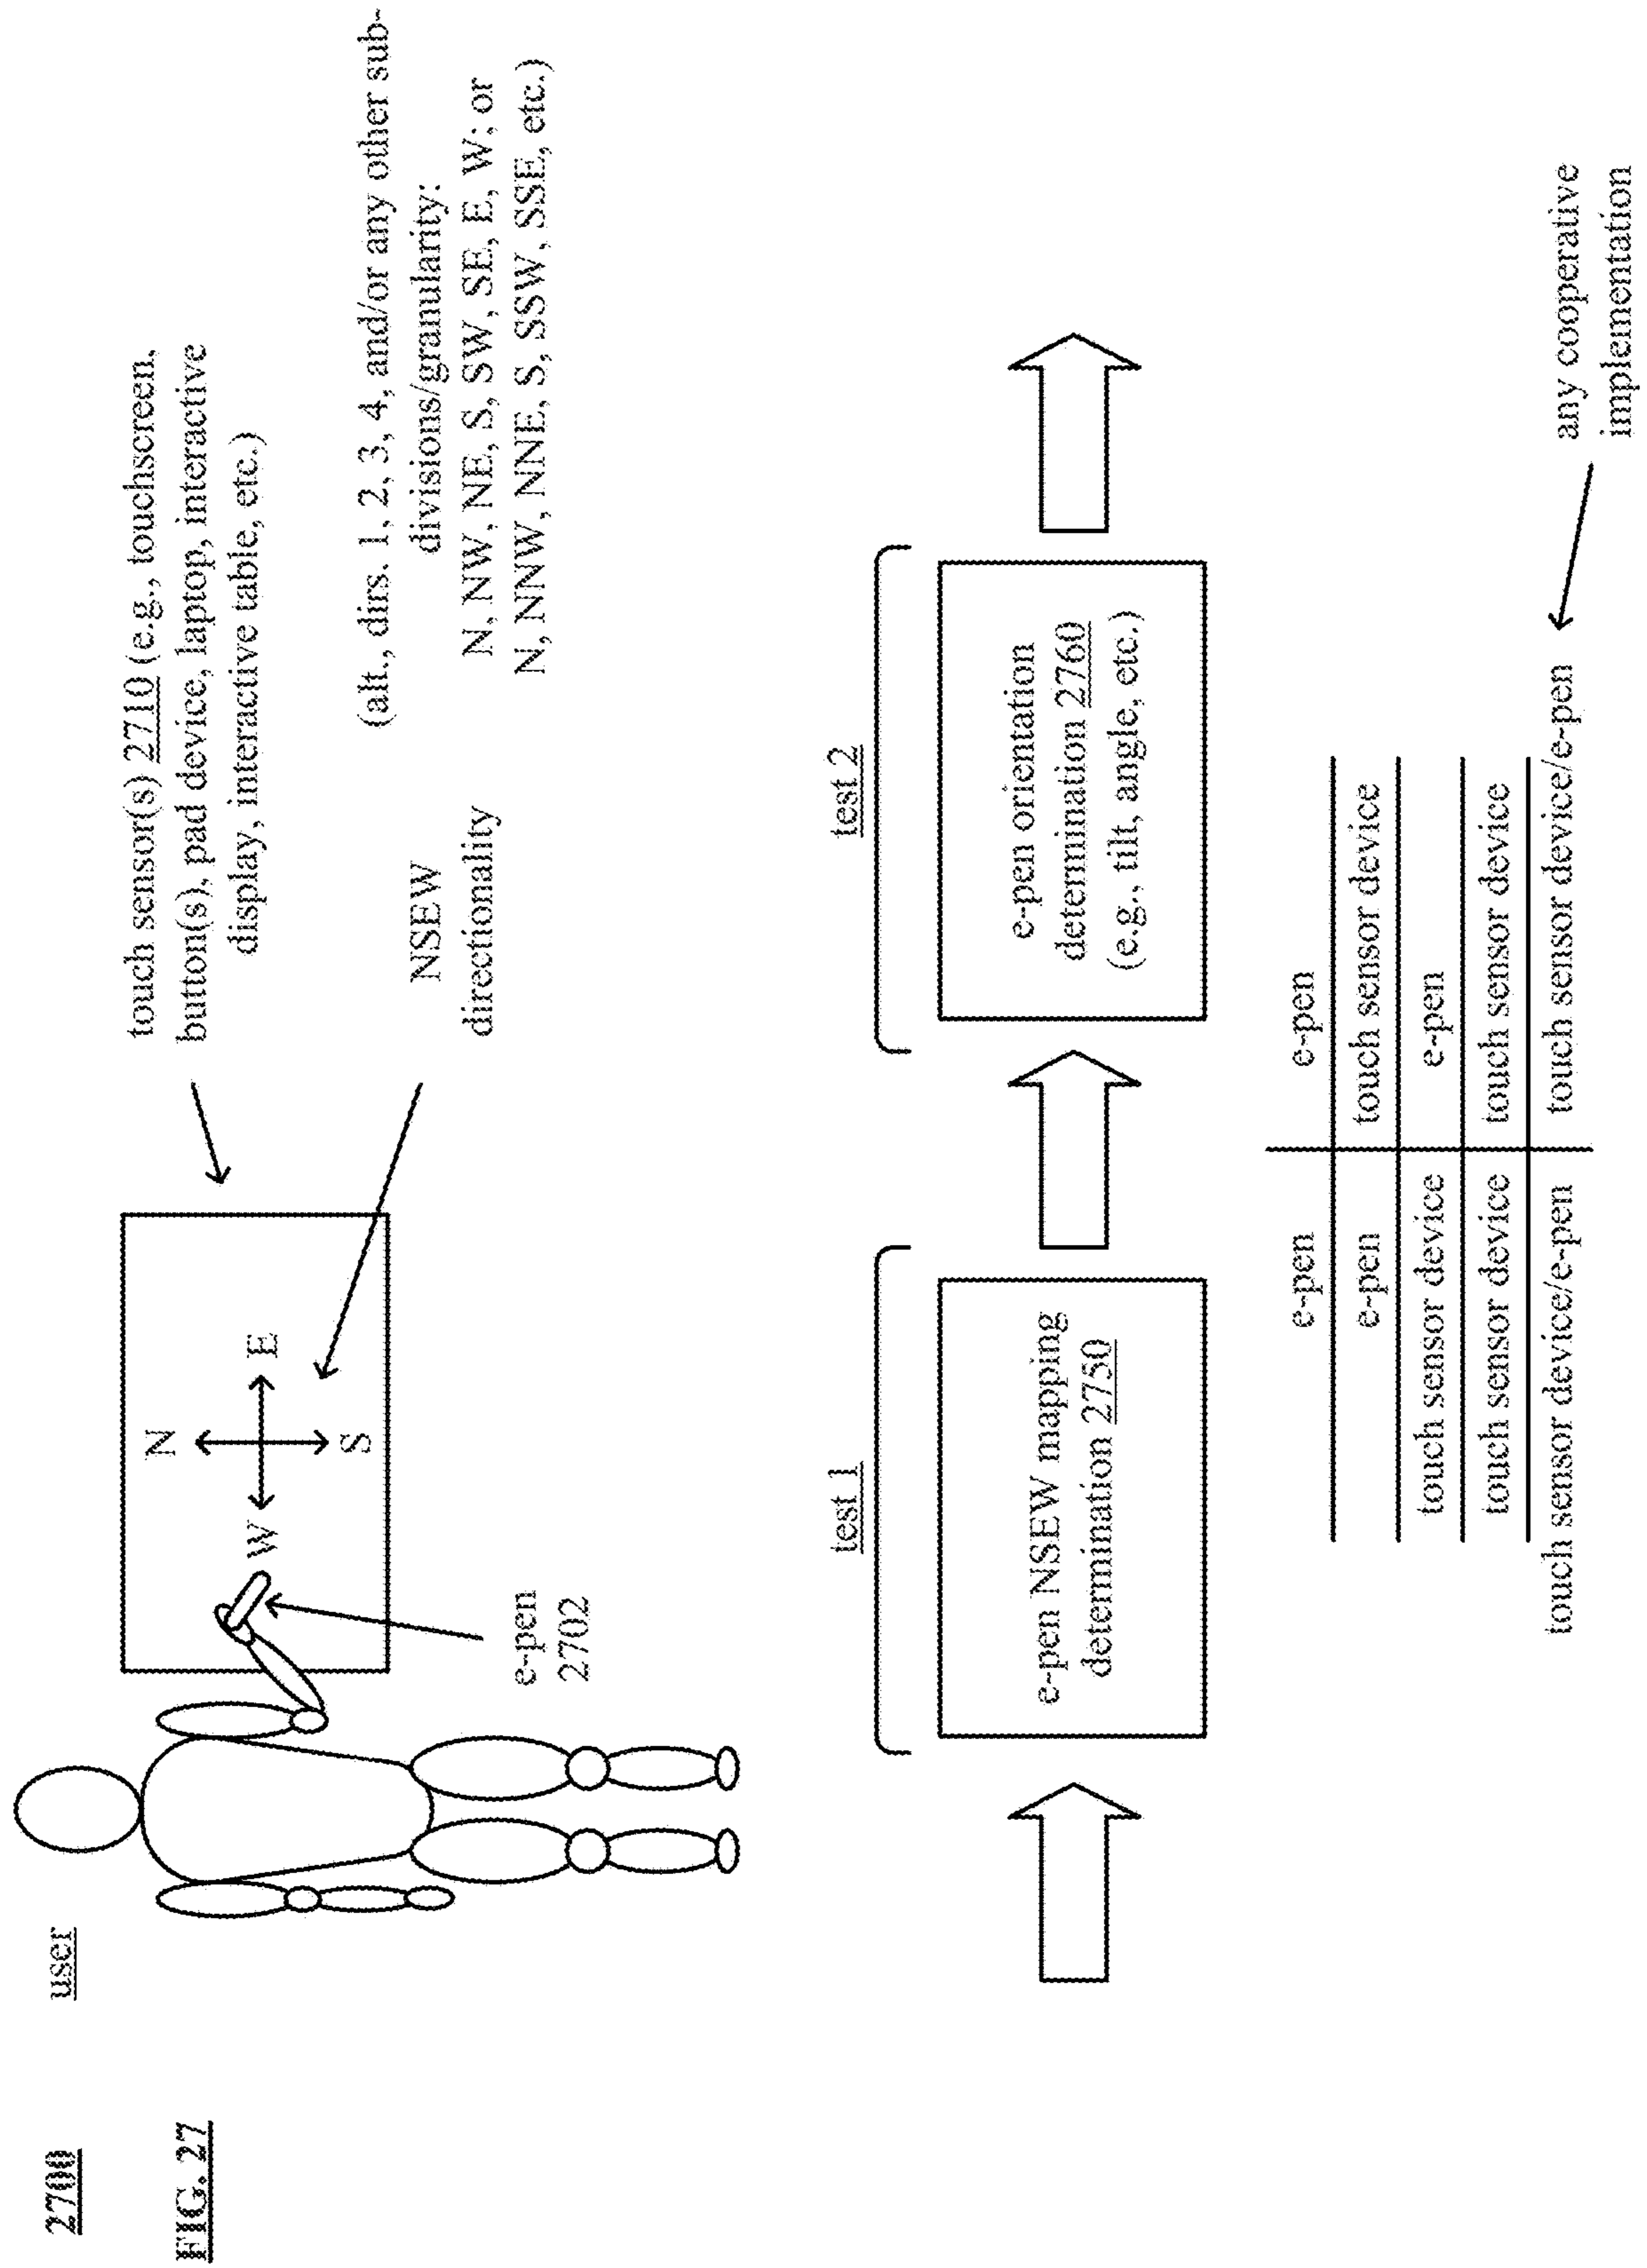 2700
FIG. 27
user
touch sensor(s) 2710 (e.g., touchscreen,
button(s), pad device, laptop, interactive
display, interactive table, etc.)
N
W
E
S
e-pen
2702
NSEW
directionality
(alt., dirs. 1, 2, 3, 4, and/or any other sub-
divisions/granularity:
N, NW, NE, S, SW, SE, E, W; or
N, NNW, NNE, S, SSW, SSE, etc.)
test 1
e-pen NSEW mapping
determination 2750
test 2
e-pen orientation
determination 2760
(e.g., tilt, angle, etc.)
e-pen
e-pen
e-pen
touch sensor device
touch sensor device
e-pen
touch sensor device
touch sensor device
touch sensor device/e-pen
touch sensor device/e-pen
any cooperative
implementation